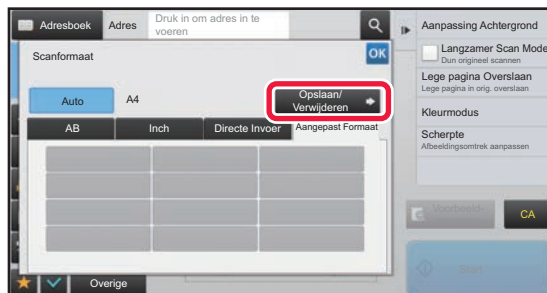 Adresboek
Adres
Druk in om adres in te
voeren
Scanformaat
OK
Auto
A4
Opslaan/
Verwijderen
AB
Inch
Directe Invoer
Aangepast Formaat
Overige
Aanpassing Achtergrond
Langzamer Scan Mode
Dun origineel scannen
Lege pagina Overslaan
Lege pagina in orig. overslaan
Kleurmodus
Scherpte
Afbeeldingsomtrek aanpassen
Voorbeeld
CA
Start